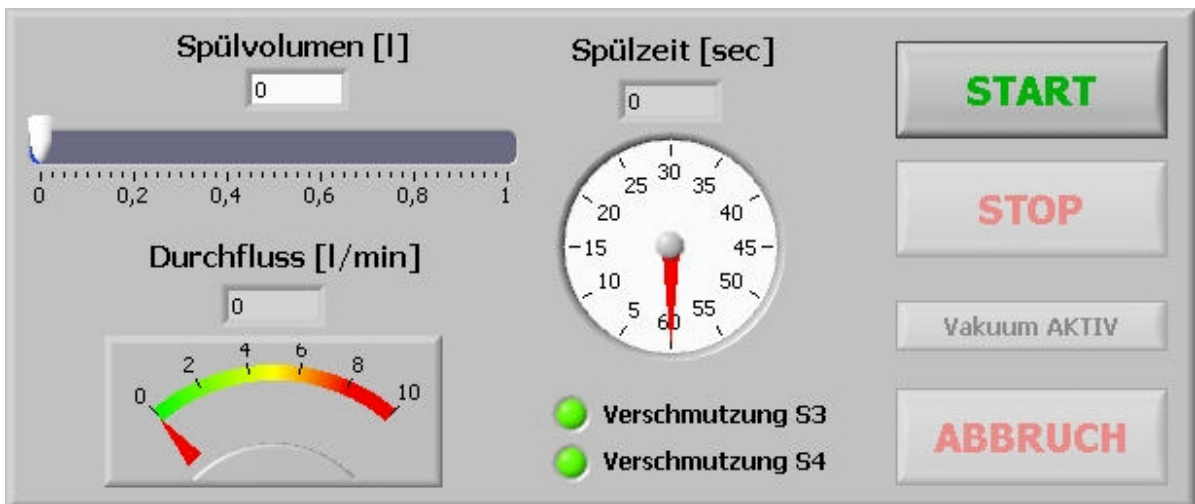 Spülvolumen [l]
0
0 0,2 0,4 0,6 0,8 1
Durchfluss [l/min]
0
0 2 4 6 8 10
Spülzeit [sec]
0
5 10 15 20 25 30 35 40 45 50 55 60
Verschmutzung S3
Verschmutzung S4
START
STOP
Vakuum AKTIV
ABBRUCH